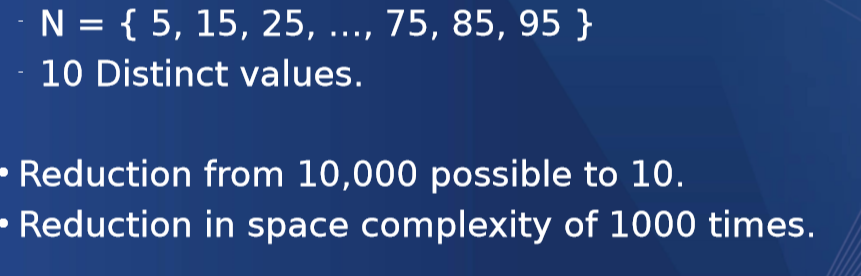 - N = { 5, 15, 25, ..., 75, 85, 95 }
- 10 Distinct values.
• Reduction from 10,000 possible to 10.
• Reduction in space complexity of 1000 times.